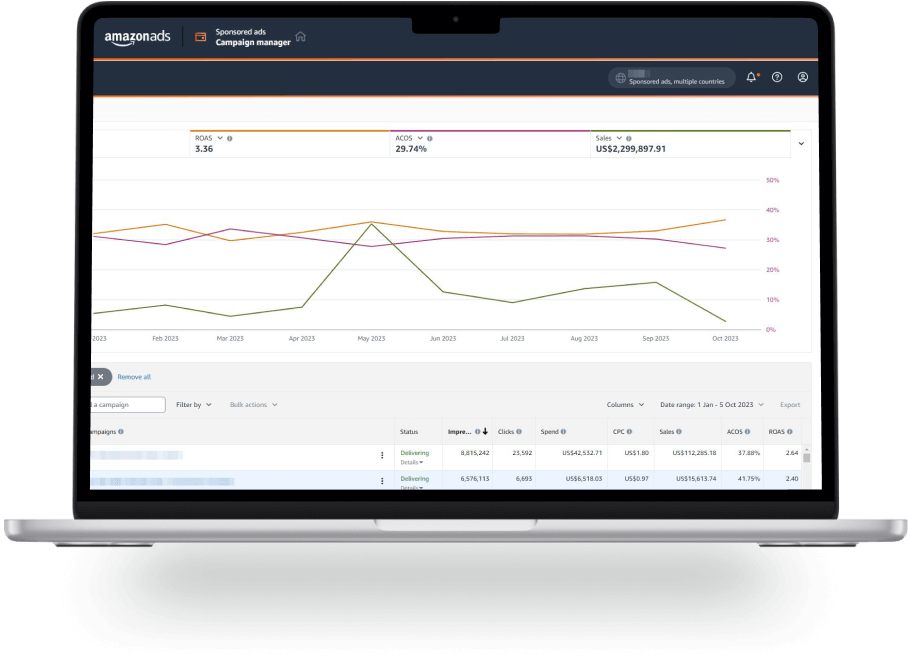 amazonads
Sponsored ads
Campaign manager
Sponsored ads, multiple countries
ROAS
3.36
ACOS
29.74%
Sales
US$2,299,897.91
50%
40%
30%
20%
10%
0%
2023 Feb 2023 Mar 2023 Apr 2023 May 2023 Jun 2023 Jul 2023 Aug 2023 Sep 2023 Oct 2023
Remove all
a campaign Filter by Bulk actions Columns Date range: 1 Jan - 5 Oct 2023 Export
ampaigns Status Impre... Clicks Spend CPC Sales ACOS ROAS
Delivering 8,815,242 23,592 US$42,532.71 US$1.80 US$112,285.18 37.88% 2.64
Details
Delivering 6,576,113 6,693 US$6,518.03 US$0.97 US$15,613.74 41.75% 2.40
Details